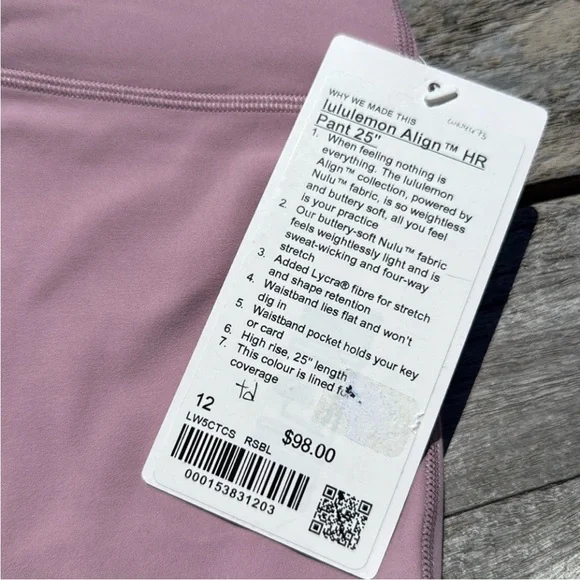 WHY WE MADE THIS
lululemon Align™ HR
Pant 25"
1. When feeling nothing is
everything. The lululemon
Align™ collection, powered by
Nulu™ fabric, is so weightless
and buttery soft, all you feel
is your practice
2. Our buttery-soft Nulu™ fabric
feels weightlessly light and is
sweat-wicking and four-way
stretch
3. Added Lycra® fibre for stretch
and shape retention
4. Waistband lies flat and won't
dig in
5. Waistband pocket holds your key
or card
6. High rise, 25" length
7. This colour is lined
coverage
td
12
LW5CTCS RSBL
$98.00
000153831203